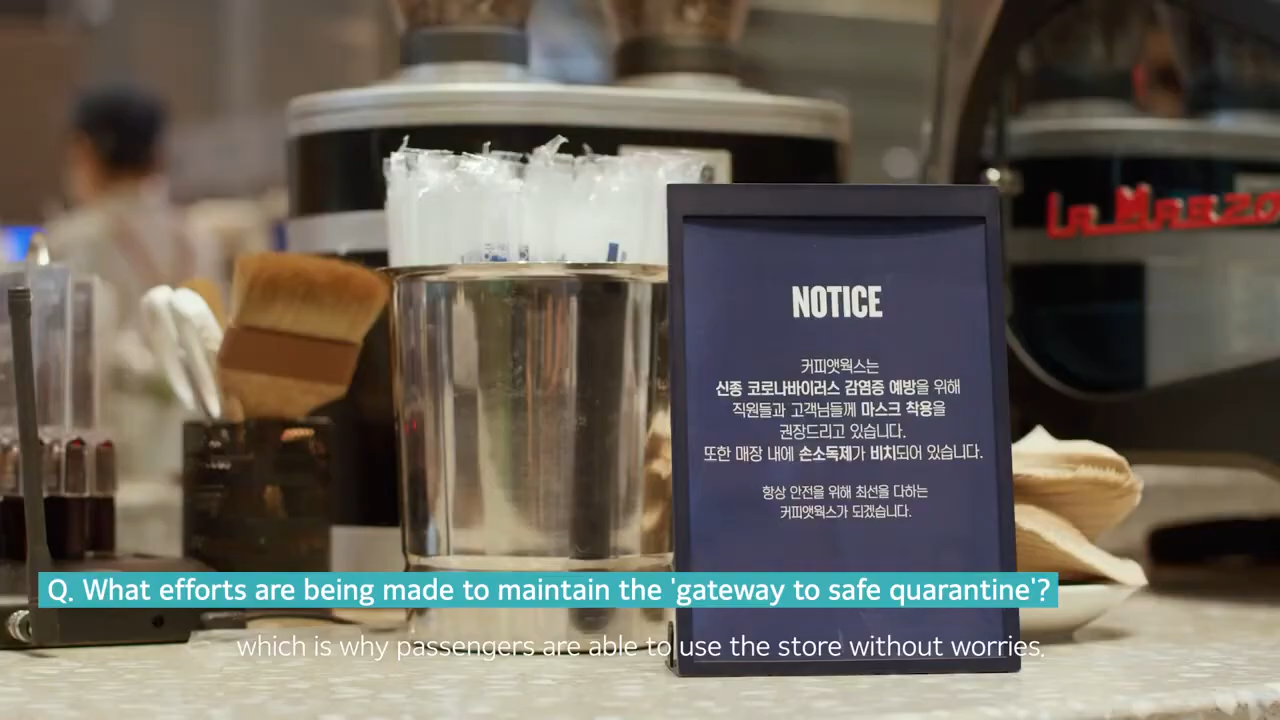 La Marzo
NOTICE
커피앳웍스는
신종 코로나바이러스 감염증 예방을 위해
직원들과 고객님들께 마스크 착용을
권장드리고 있습니다.
또한 매장 내에 손소독제가 비치되어 있습니다.
항상 안전을 위해 최선을 다하는
커피앳웍스가 되겠습니다.
Q. What efforts are being made to maintain the 'gateway to safe quarantine'?
which is why passengers are able to use the store without worries.